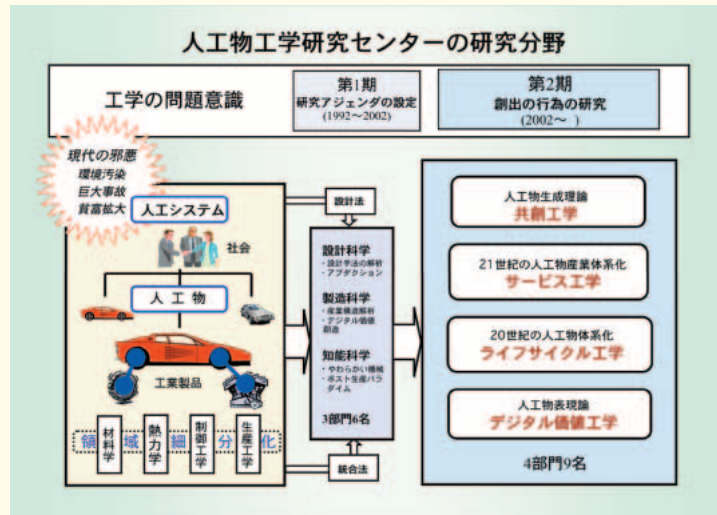 人工物工学研究センターの研究分野
工学の問題意識
第1期
研究アジェンダの設定
(1992～2002)
第2期
創出の行為の研究
(2002～ )
現代の邪悪
環境汚染
巨大事故
貧富拡大
人工システム
社会
人 工 物
工業製品
領域細分化
材料学
熱力学
制御工学
生産工学
設計法
設計科学
・設計手法の解析
・アブダクション
製造科学
・産業構造解析
・デジタル価値
創造
知能科学
・やわらかい機械
・ポスト生産パラ
ダイム
3部門6名
統合法
人工物生成理論
共創工学
21世紀の人工物産業体系化
サービス工学
20世紀の人工物体系化
ライフサイクル工学
人工物表現論
デジタル価値工学
4部門9名